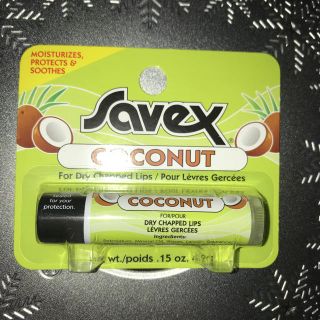 MOISTURIZES,
PROTECTS &
SOOTHES
Savex®
COCONUT
For Dry Chapped Lips / Pour Lèvres Gercées
for your
protection.
COCONUT
FOR/POUR
DRY CHAPPED LIPS
LÈVRES GERCÉES
Ingredients:
wt./poids .15 oz.